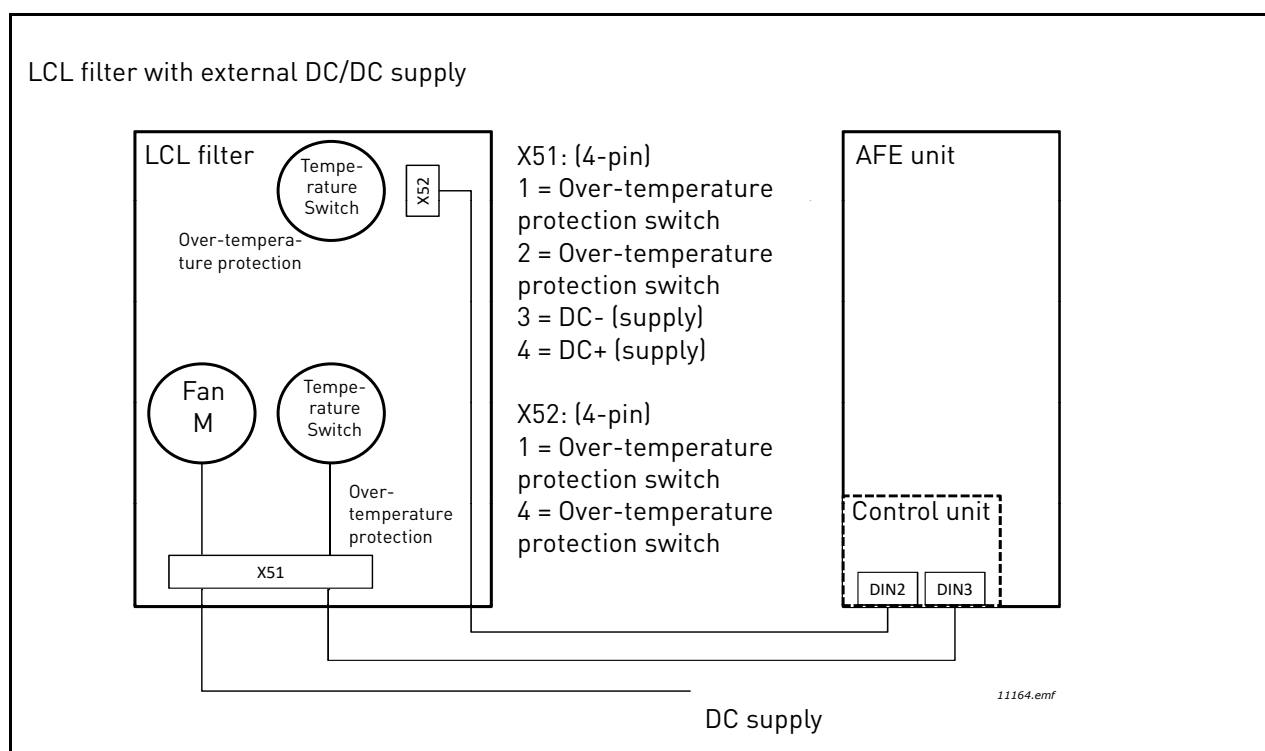 LCL filter with external DC/DC supply
LCL filter
Tempe-
rature
Switch
X52
Over-tempera-
ture protection
Fan
M
Tempe-
rature
Switch
Over-
temperature
protection
X51
X51: (4-pin)
1 = Over-temperature
protection switch
2 = Over-temperature
protection switch
3 = DC- (supply)
4 = DC+ (supply)
X52: (4-pin)
1 = Over-temperature
protection switch
4 = Over-temperature
protection switch
AFE unit
Control unit
DIN2
DIN3
11164.emf
DC supply